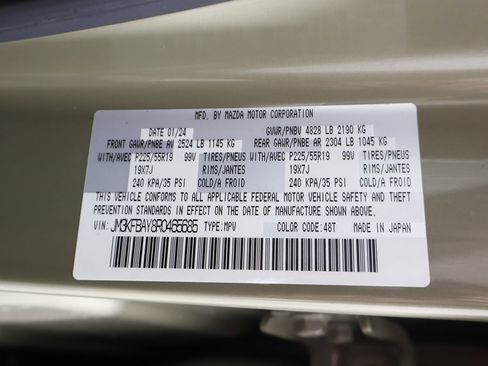 MFD. BY MAZDA MOTOR CORPORATION
DATE 01/24 GVWR/PNBV 4828 LB 2190 KG
FRONT GAWR/PNBE AV 2524 LB 1145 KG REAR GAWR/PNBE AR 2304 LB 1045 KG
WITH/AVEC P225/55R19 99V TIRES/PNEUS WITH/AVEC P225/55R19 99V TIRES/PNEUS
19X7J RIMS/JANTES 19X7J RIMS/JANTES
240 KPA/35 PSI COLD/A FROID 240 KPA/35 PSI COLD/A FROID
THIS VEHICLE CONFORMS TO ALL APPLICABLE FEDERAL MOTOR VEHICLE SAFETY AND THEFT
PREVENTION STANDARDS IN EFFECT ON THE DATE OF MANUFACTURE SHOWN ABOVE.
VIN: JM3KFBAY8R0465685 TYPE:MPV COLOR CODE: 48T MADE IN JAPAN